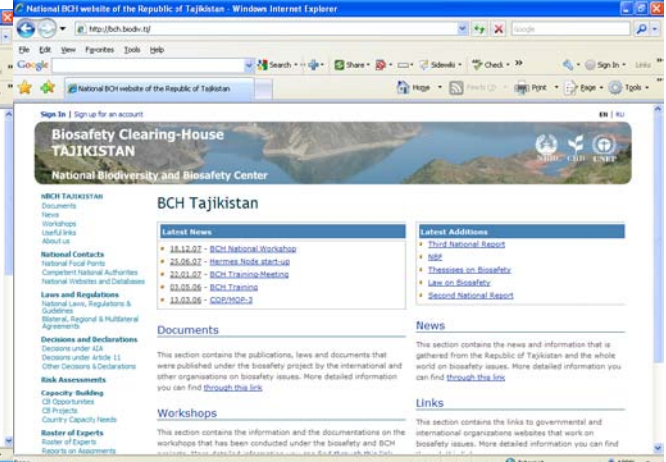 National BCH website of the Republic of Tajikistan - Windows Internet Explorer
http://bch.biodiv.tj/
Google
File Edit View Favorites Tools Help
Google
Search
Share
Sidewiki
Check
Sign In
Links
National BCH website of the Republic of Tajikistan
Home
Print
Page
Tools
Sign In | Sign up for an account
EN | RU
Biosafety Clearing-House
TAJIKISTAN
National Biodiversity and Biosafety Center
NBBC CBD UNEP
NBCH TAJIKISTAN
Documents
News
Workshops
Useful links
About us
National Contacts
National Focal Points
Competent National Authorities
National Websites and Databases
Laws and Regulations
National Laws, Regulations &
Guidelines
Bilateral, Regional & Multilateral
Agreements
Decisions and Declarations
Decisions under AIA
Decisions under Article 11
Other Decisions & Declarations
Risk Assessments
Capacity-Building
CB Opportunities
CB Projects
Country Capacity Needs
Roster of Experts
Roster of Experts
Reports on Assignments
BCH Tajikistan
Latest News
18.12.07 - BCH National Workshop
25.06.07 - Hermes Node start-up
22.01.07 - BCH Training-Meeting
03.05.06 - BCH Training
13.03.06 - COP/MOP-3
Latest Additions
Third National Report
NBF
Thessises on Biosafety
Law on Biosafety
Second National Report
Documents
This section contains the publications, laws and documents that
were published under the biosafety project by the international and
other organisations on biosafety issues. More detailed information
you can find through this link
News
This section contains the news and information that is
gathered from the Republic of Tajikistan and the whole
world on biosafety issues. More detailed information you
can find through this link
Workshops
This section contains the information and the documentations on the
workshops that has been conducted under the biosafety and BCH
Links
This section contains the links to governmental and
international organizations websites that work on
biosafety issues. More detailed information you can find